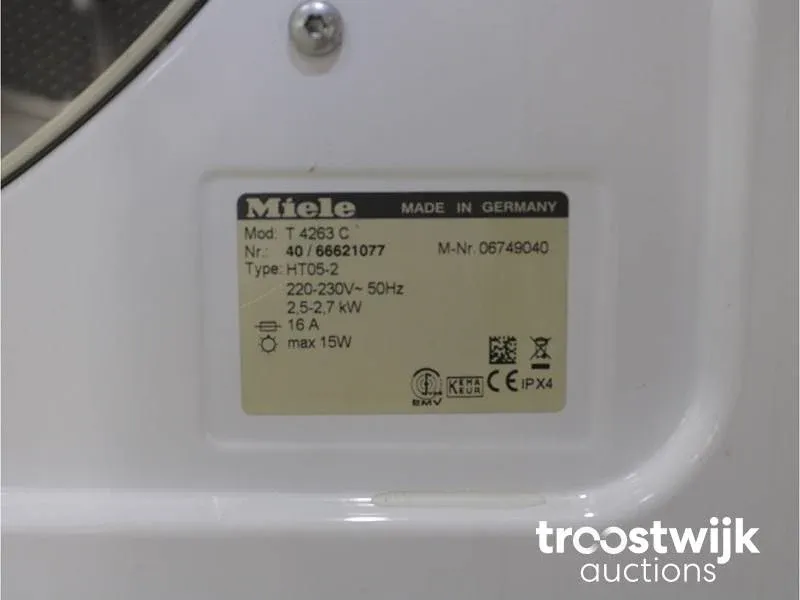 Miele MADE IN GERMANY
Mod: T 4263 C
Nr.: 40 / 66621077 M-Nr. 06749040
Type: HT05-2
220-230V~ 50Hz
2,5-2,7 kW
16 A
max 15W
KEMA KEUR CE IPX4
BMV
troostwijk
auctions